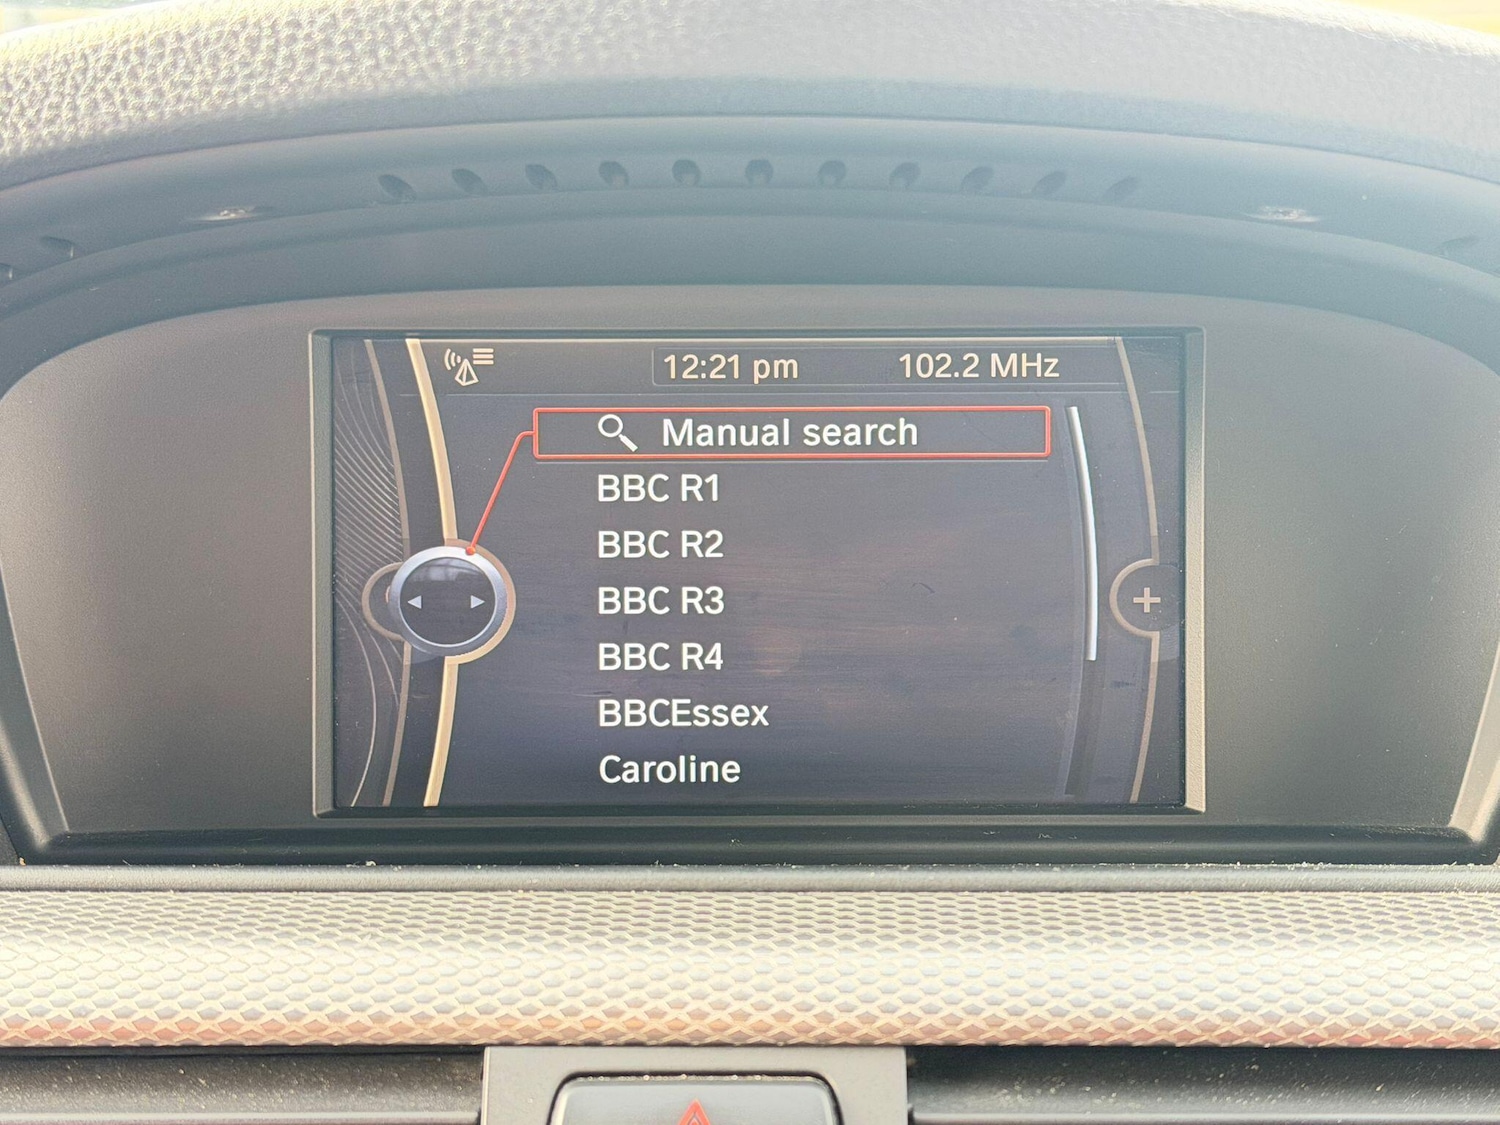 12:21 pm 102.2 MHz
Manual search
BBC R1
BBC R2
BBC R3
BBC R4
BBCEssex
Caroline